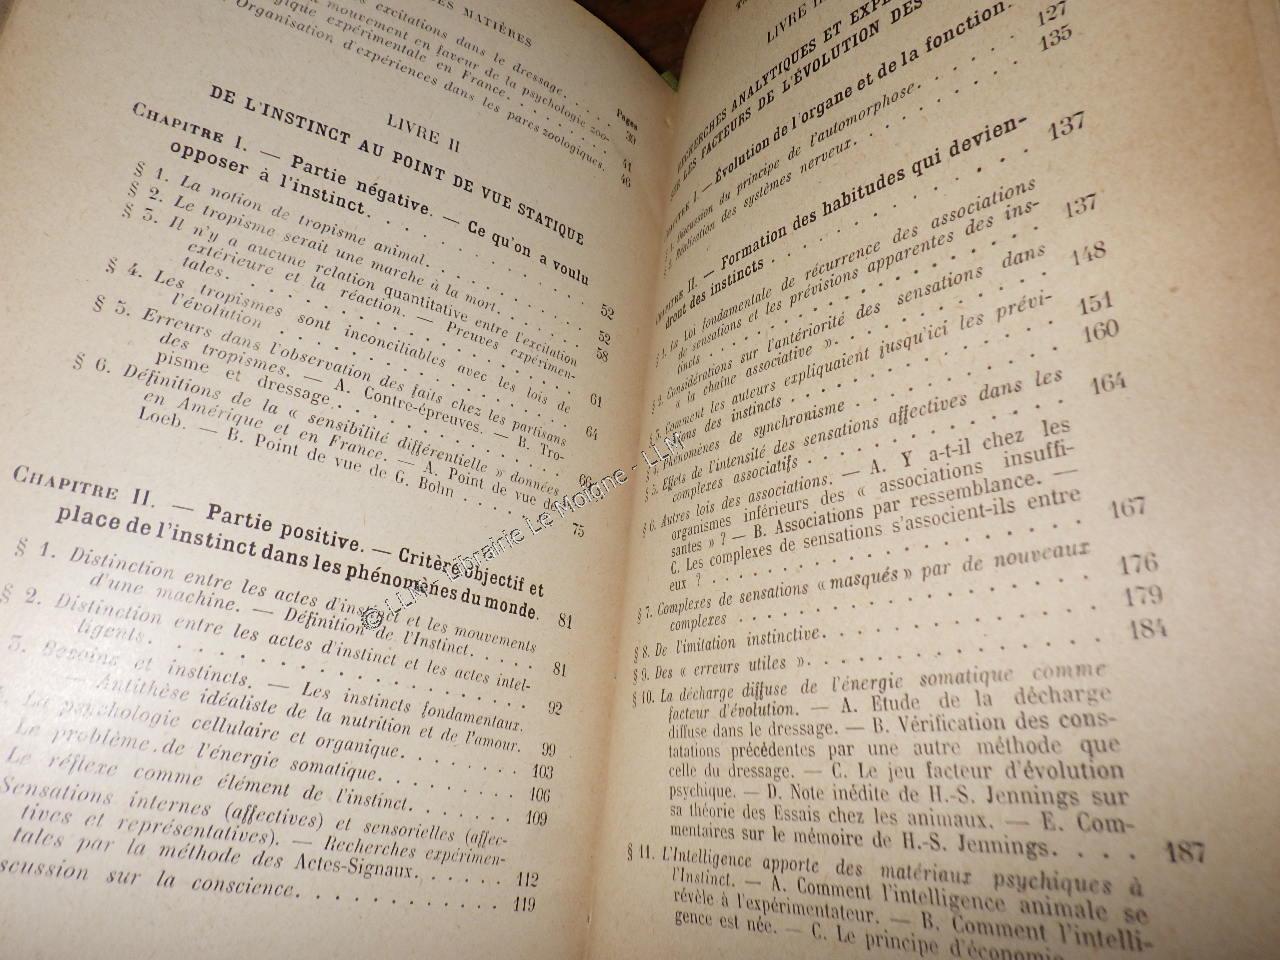 DES MATIÈRES
excitations dans le dressage. . . . . .
mouvement en faveur de la psychologie zoo-
gique expérimentale en France. . . . . . .
Organisation d'expériences dans les parcs zoologiques.
Pages
39
41
46
LIVRE II
DE L'INSTINCT AU POINT DE VUE STATIQUE
CHAPITRE I. — Partie négative. — Ce qu'on a voulu
opposer à l'instinct. . . . . . . . . 52
§ 1. La notion de tropisme animal. . . . . . . . 52
§ 2. Le tropisme serait une marche à la mort. . . . . . 58
§ 3. Il n'y a aucune relation quantitative entre l'excitation
extérieure et la réaction. — Preuves expérimen-
tales. . . . . . . . . . . . 61
§ 4. Les tropismes sont inconciliables avec les lois de
l'évolution . . . . . . . . . . . 64
§ 5. Erreurs dans l'observation des faits chez les partisans
des tropismes. — A. Contre-épreuves. — B. Tro-
pisme et dressage. . . . . . . . . . 66
§ 6. Définitions de la « sensibilité différentielle » données
en Amérique et en France. — A. Point de vue de
Loeb. — B. Point de vue de G. Bohn . . . . . 75
CHAPITRE II. — Partie positive. — Critère objectif et
place de l'instinct dans les phénomènes du monde. 81
§ 1. Distinction entre les actes d'instinct et les mouvements
d'une machine. — Définition de l'Instinct. . . . . 81
§ 2. Distinction entre les actes d'instinct et les actes intel-
ligents. . . . . . . . . . . . 92
3. Besoins et instincts. — Les instincts fondamentaux.
— Antithèse idéaliste de la nutrition et de l'amour. 99
La psychologie cellulaire et organique. . . . . . 103
Le problème de l'énergie somatique. . . . . . . 106
Le réflexe comme élément de l'instinct. . . . . . 109
Sensations internes (affectives) et sensorielles (affec-
tives et représentatives). — Recherches expérimen-
tales par la méthode des Actes-Signaux. . . . . . 112
scussion sur la conscience. . . . . . . . . . 119
LIVRE II
RECHERCHES ANALYTIQUES ET EXPÉ
SUR LES FACTEURS DE L'ÉVOLUTION DES
CHAPITRE I. — Évolution de l'organe et de la fonction.
§ 1. Discussion du principe de l'automorphose. . . . . 127
§ 2. Réalisation des systèmes nerveux. . . . . . . 135
CHAPITRE II. — Formation des habitudes qui devien-
dront des instincts . . . . . . . . . 137
§ 1. La loi fondamentale de récurrence des associations
de sensations et les prévisions apparentes des ins-
tincts . . . . . . . . . . . 137
§ 2. Considérations sur l'antériorité des sensations dans
« la chaîne associative ». . . . . . . . . 148
§ 3. Comment les auteurs expliquaient jusqu'ici les prévi-
sions des instincts . . . . . . . . . . 151
§ 4. Phénomènes de synchronisme . . . . . . . . 160
§ 5. Effets de l'intensité des sensations affectives dans les
complexes associatifs . . . . . . . . . 164
§ 6. Autres lois des associations. — A. Y a-t-il chez les
organismes inférieurs des « associations insuffi-
santes » ? — B. Associations par ressemblance. —
C. Les complexes de sensations s'associent-ils entre
eux ? . . . . . . . . . . . . 167
§ 7. Complexes de sensations « masqués » par de nouveaux
complexes . . . . . . . . . . . 176
§ 8. De l'imitation instinctive. . . . . . . . . . 179
§ 9. Des « erreurs utiles ». . . . . . . . . . . 184
§ 10. La décharge diffuse de l'énergie somatique comme
facteur d'évolution. — A. Étude de la décharge
diffuse dans le dressage. — B. Vérification des cons-
tatations précédentes par une autre méthode que
celle du dressage. — C. Le jeu facteur d'évolution
psychique. — D. Note inédite de H.-S. Jennings sur
sa théorie des Essais chez les animaux. — E. Com-
mentaires sur le mémoire de H.-S. Jennings. . . . . 187
§ 11. L'Intelligence apporte des matériaux psychiques à
l'Instinct. — A. Comment l'intelligence animale se
révèle à l'expérimentateur. — B. Comment l'intelli-
gence est née. — C. Le principe d'économie
© LLM - Librairie Le Moigne - LLM